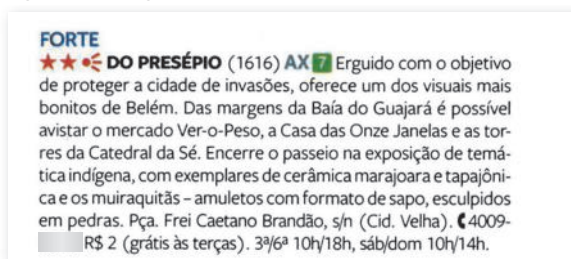 FORTE
★★ DO PRESÉPIO (1616) AX 7 Erguido com o objetivo
de proteger a cidade de invasões, oferece um dos visuais mais
bonitos de Belém. Das margens da Baía do Guajará é possível
avistar o mercado Ver-o-Peso, a Casa das Onze Janelas e as tor-
res da Catedral da Sé. Encerre o passeio na exposição de temá-
tica indígena, com exemplares de cerâmica marajoara e tapajôni-
ca e os muiraquitãs – amuletos com formato de sapo, esculpidos
em pedras. Pça. Frei Caetano Brandão, s/n (Cid. Velha). 4009-
R$ 2 (grátis às terças). 3ª/6ª 10h/18h, sáb/dom 10h/14h.